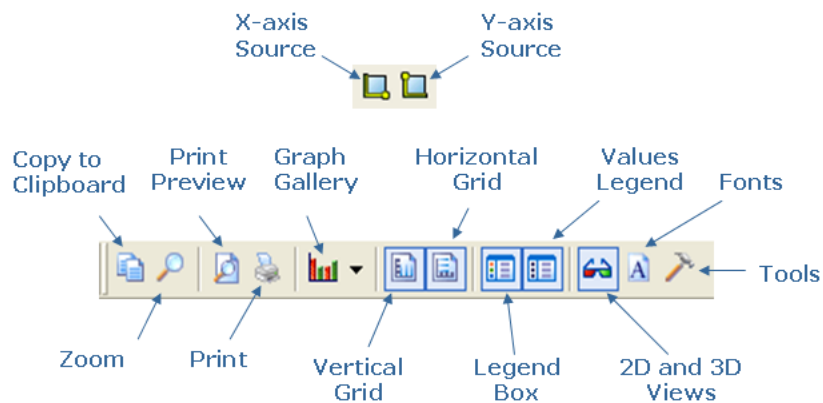 X-axis
Source
Y-axis
Source
Copy to
Clipboard
Print
Preview
Graph
Gallery
Horizontal
Grid
Values
Legend
Fonts
A
Tools
Zoom
Print
Vertical
Grid
Legend
Box
2D and 3D
Views